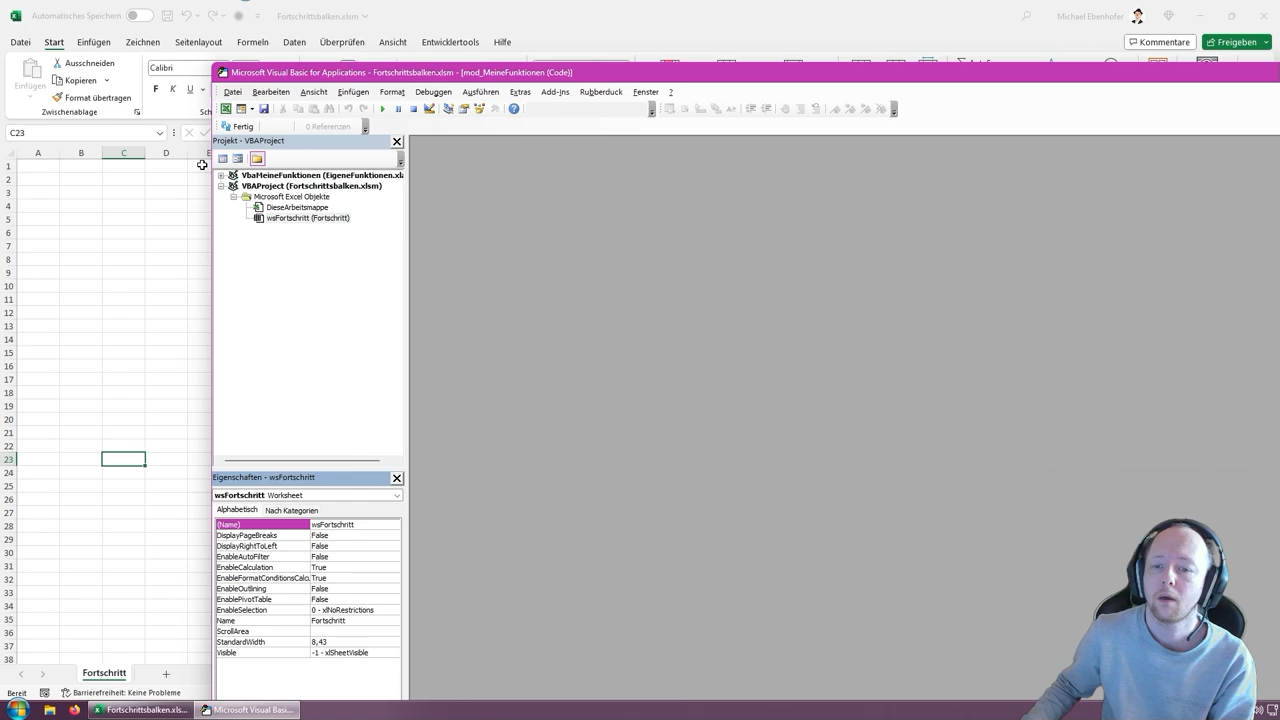 Automatisches Speichern
Fortschrittsbalken.xlsm
Michael Ebenhofer
Datei Start Einfügen Zeichnen Seitenlayout Formeln Daten Überprüfen Ansicht Entwicklertools Hilfe
Kommentare Freigeben
Ausschneiden
Kopieren
Format übertragen
Einfügen
Zwischenablage
Calibri
F K U
C23
A B C D
1
2
3
4
5
6
7
8
9
10
11
12
13
14
15
16
17
18
19
20
21
22
23
24
25
26
27
28
29
30
31
32
33
34
35
36
37
38
Fortschritt
Bereit Barrierefreiheit: Keine Probleme
Microsoft Visual Basic for Applications - Fortschrittsbalken.xlsm - [mod_MeineFunktionen (Code)]
Datei Bearbeiten Ansicht Einfügen Format Debuggen Ausführen Extras Add-Ins Rubberduck Fenster ?
Fertig 0 Referenzen
Projekt - VBAProject
VbaMeineFunktionen (EigeneFunktionen.xla
VBAProject (Fortschrittsbalken.xlsm)
Microsoft Excel Objekte
DieseArbeitsmappe
wsFortschritt (Fortschritt)
Eigenschaften - wsFortschritt
wsFortschritt Worksheet
Alphabetisch Nach Kategorien
(Name) wsFortschritt
DisplayPageBreaks False
DisplayRightToLeft False
EnableAutoFilter False
EnableCalculation True
EnableFormatConditionsCalcu True
EnableOutlining False
EnablePivotTable False
EnableSelection 0 - xlNoRestrictions
Name Fortschritt
ScrollArea
StandardWidth 8,43
Visible -1 - xlSheetVisible
Fortschrittsbalken.xls... Microsoft Visual Basi...